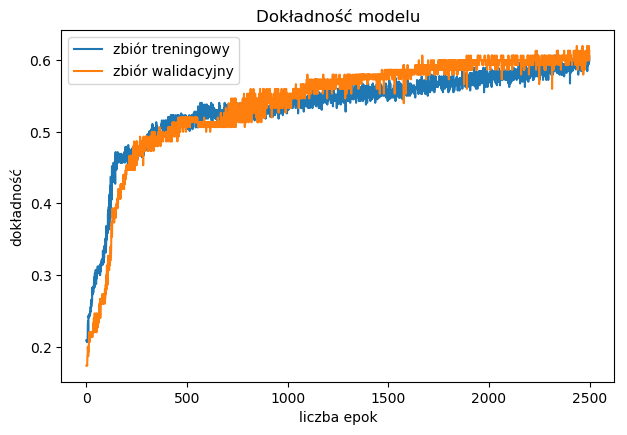 Dokładność modelu
zbiór treningowy
zbiór walidacyjny
dokładność
0.6
0.5
0.4
0.3
0.2
0
500
1000
1500
2000
2500
liczba epok